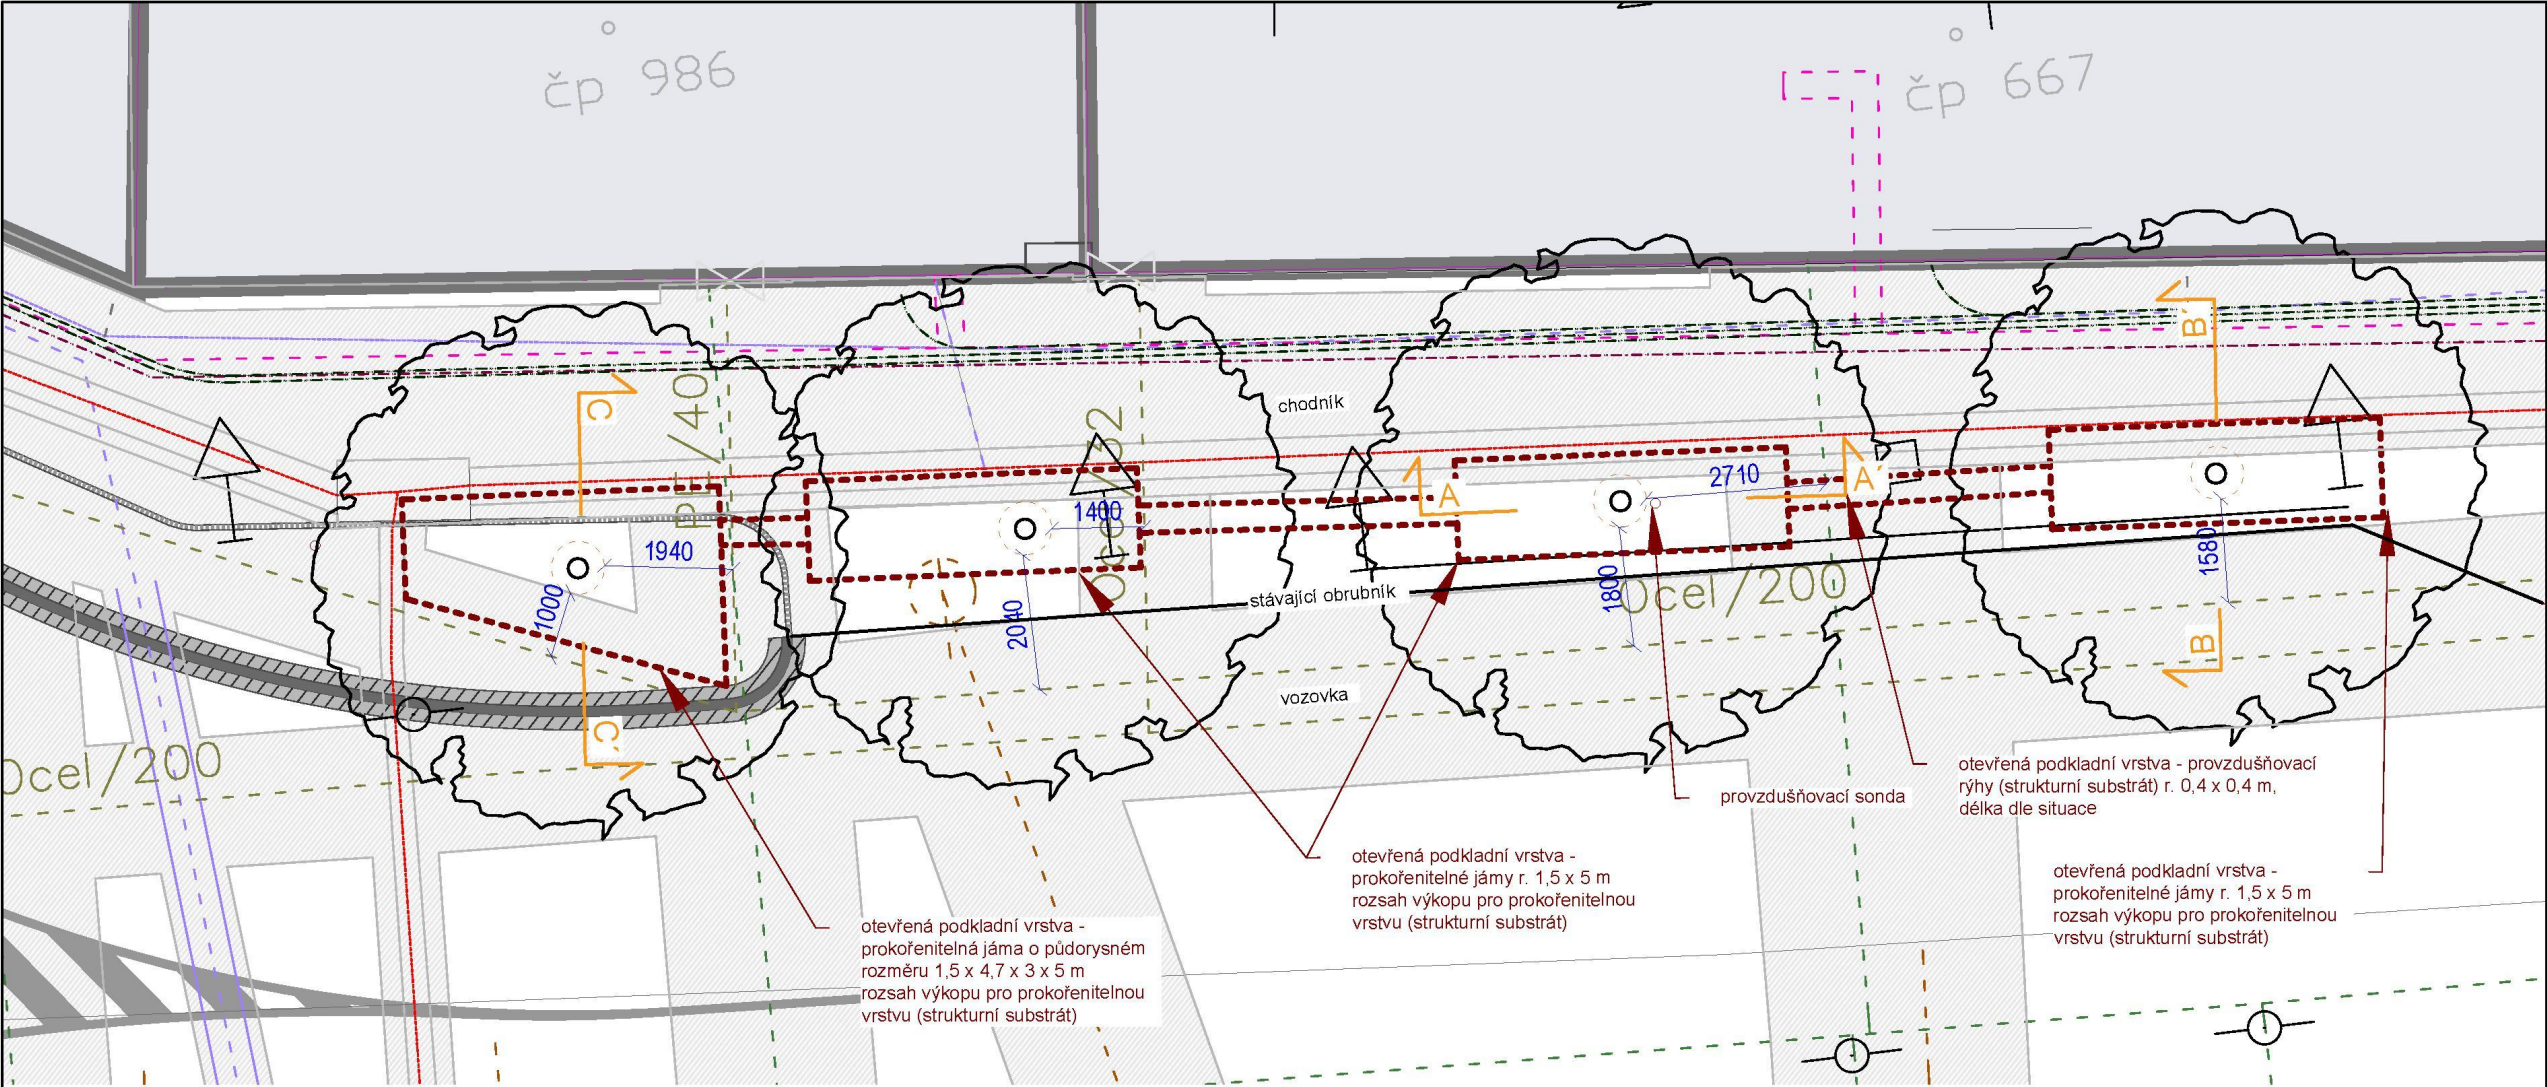 čp 986
čp 667
PE/40
Ocel/32
C
B'
chodník
A
A'
2710
1400
1940
1000
2040
1800
1580
stávající obrubník
Ocel/200
vozovka
B
C'
Ocel/200
provzdušňovací sonda
otevřená podkladní vrstva - provzdušňovací
rýhy (strukturní substrát) r. 0,4 x 0,4 m,
délka dle situace
otevřená podkladní vrstva -
prokořenitelné jámy r. 1,5 x 5 m
rozsah výkopu pro prokořenitelnou
vrstvu (strukturní substrát)
otevřená podkladní vrstva -
prokořenitelné jámy r. 1,5 x 5 m
rozsah výkopu pro prokořenitelnou
vrstvu (strukturní substrát)
otevřená podkladní vrstva -
prokořenitelná jáma o půdorysném
rozměru 1,5 x 4,7 x 3 x 5 m
rozsah výkopu pro prokořenitelnou
vrstvu (strukturní substrát)